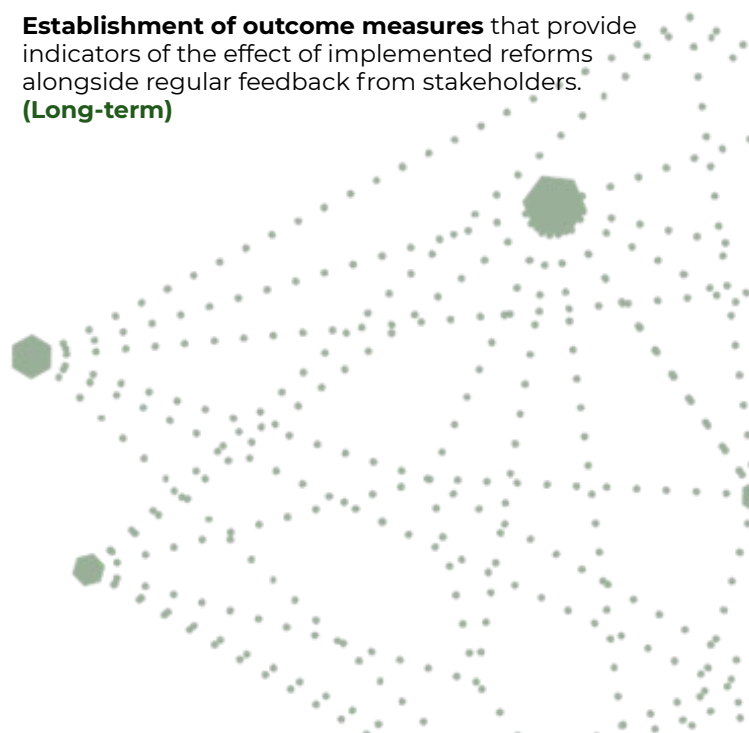 Establishment of outcome measures that provide
indicators of the effect of implemented reforms
alongside regular feedback from stakeholders.
(Long-term)